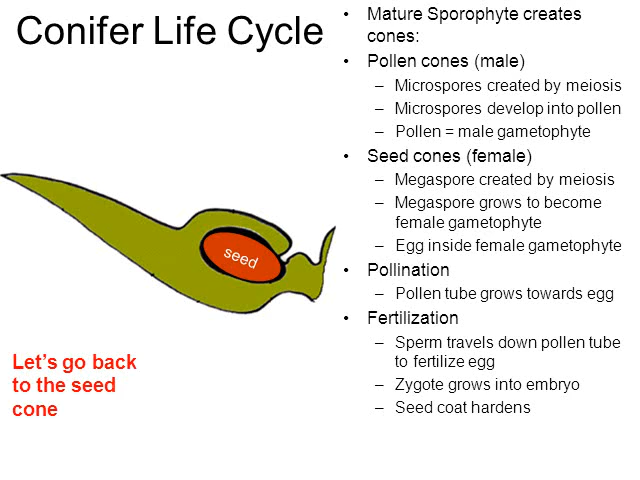 Conifer Life Cycle
seed
Let's go back
to the seed
cone
• Mature Sporophyte creates
cones:
• Pollen cones (male)
– Microspores created by meiosis
– Microspores develop into pollen
– Pollen = male gametophyte
• Seed cones (female)
– Megaspore created by meiosis
– Megaspore grows to become
female gametophyte
– Egg inside female gametophyte
• Pollination
– Pollen tube grows towards egg
• Fertilization
– Sperm travels down pollen tube
to fertilize egg
– Zygote grows into embryo
– Seed coat hardens